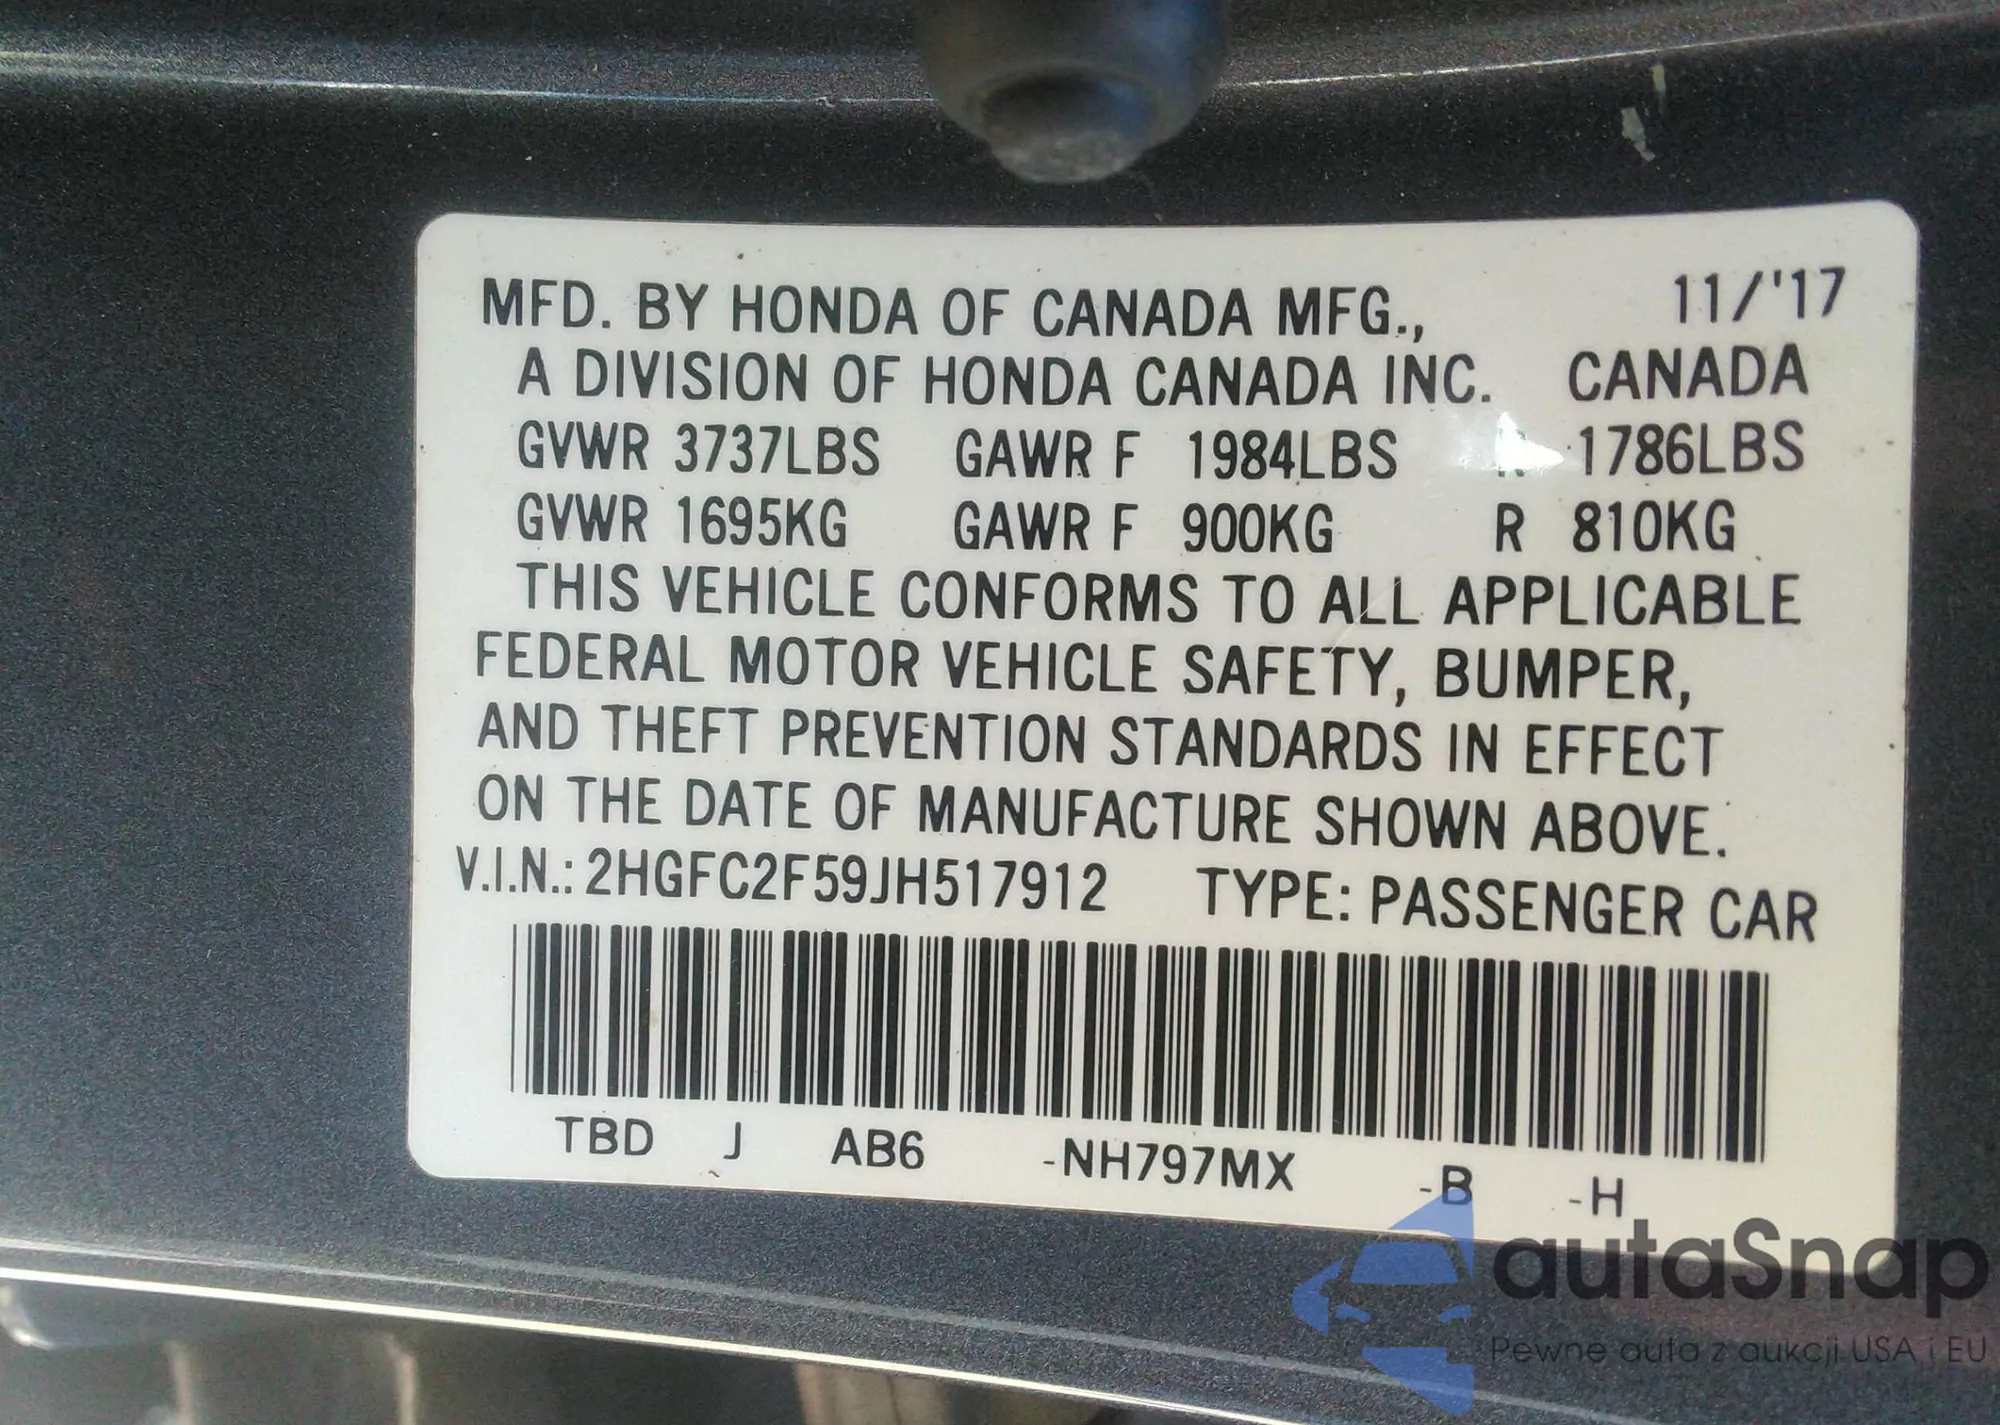 MFD. BY HONDA OF CANADA MFG., 11/'17
A DIVISION OF HONDA CANADA INC. CANADA
GVWR 3737LBS GAWR F 1984LBS R 1786LBS
GVWR 1695KG GAWR F 900KG R 810KG
THIS VEHICLE CONFORMS TO ALL APPLICABLE
FEDERAL MOTOR VEHICLE SAFETY, BUMPER,
AND THEFT PREVENTION STANDARDS IN EFFECT
ON THE DATE OF MANUFACTURE SHOWN ABOVE.
V.I.N.: 2HGFC2F59JH517912 TYPE: PASSENGER CAR
TBD J AB6 -NH797MX -B -H
autaSnap
Pewne auta z aukcji USA i EU